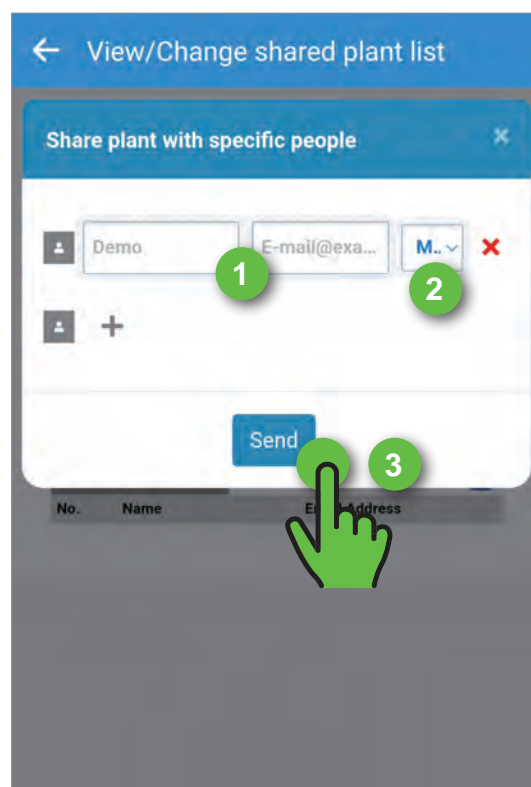 View/Change shared plant list
Share plant with specific people ×
Demo E-mail@exa... M..
1 2
+
Send
3
No. Name Address